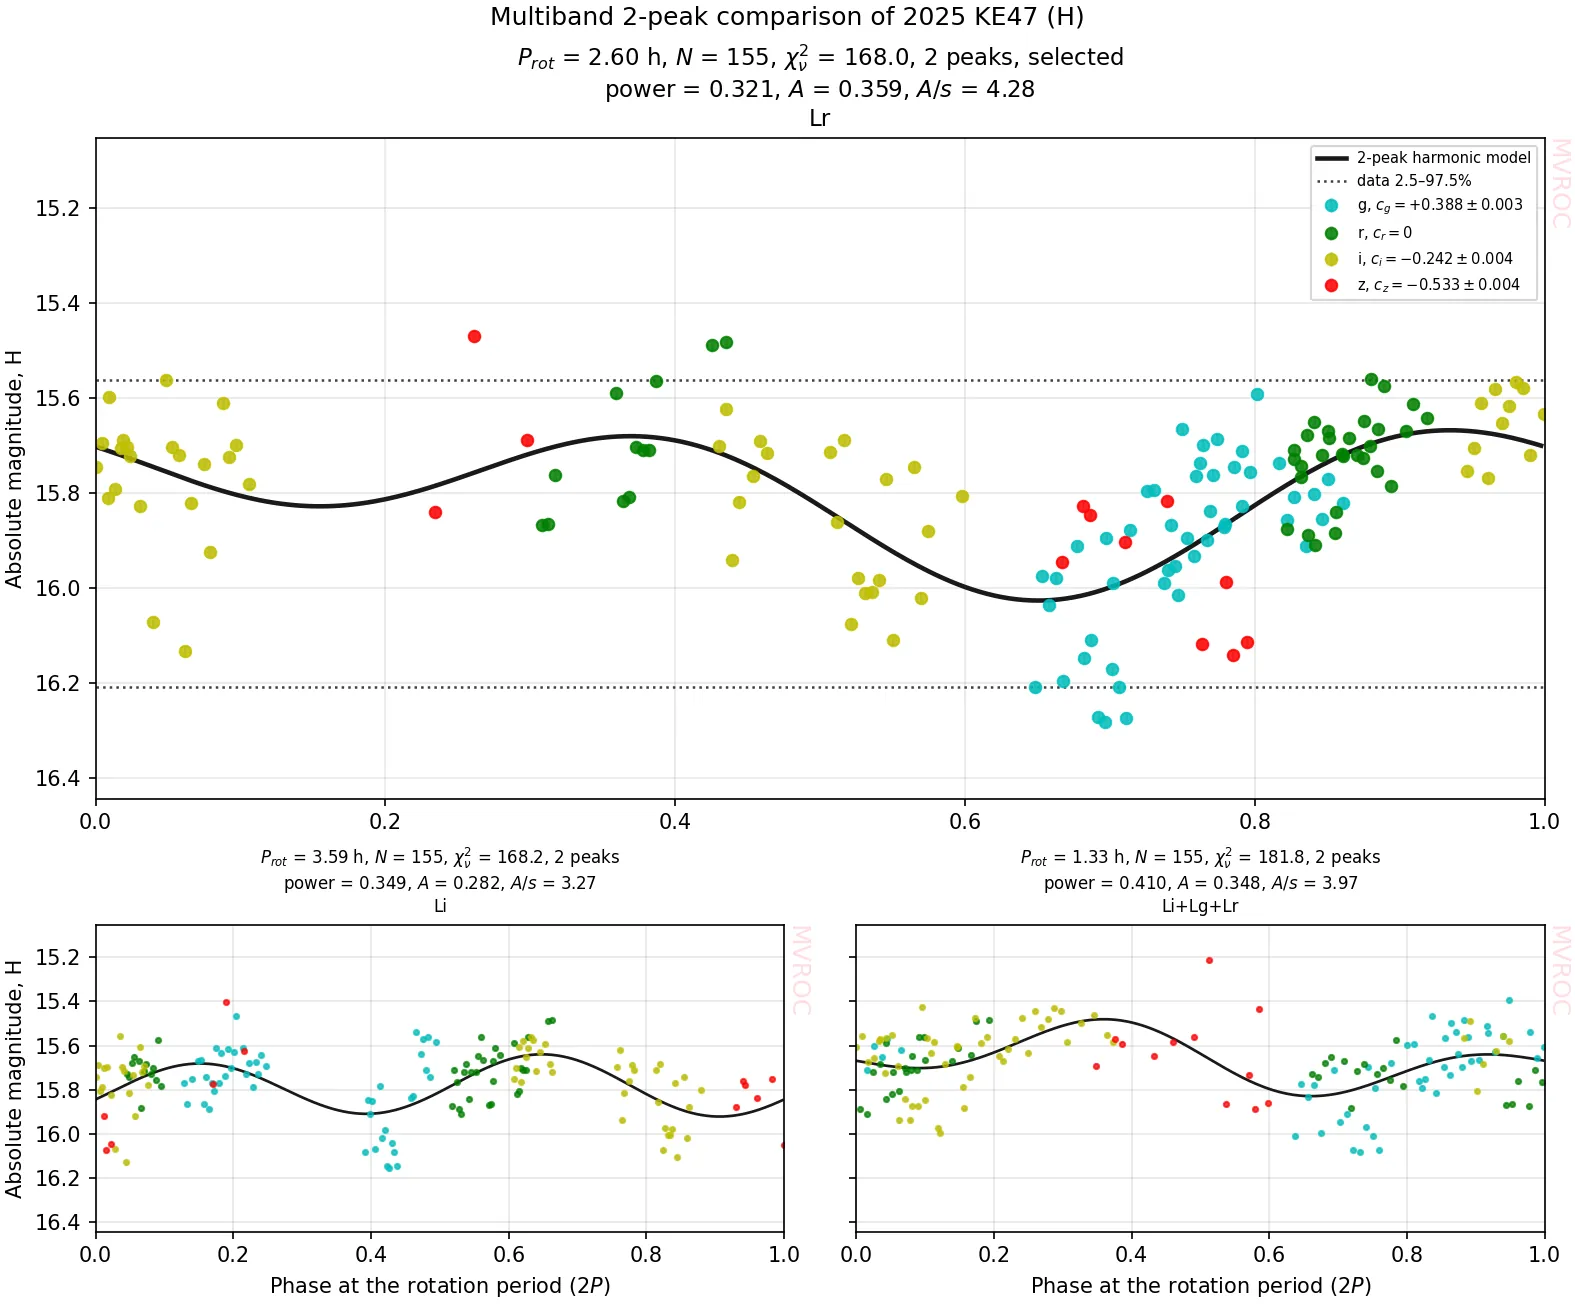 Multiband 2-peak comparison of 2025 KE47 (H)
P_rot = 2.60 h, N = 155, χ²_ν = 168.0, 2 peaks, selected
power = 0.321, A = 0.359, A/s = 4.28
Lr
MVROC
2-peak harmonic model
data 2.5–97.5%
g, c_g = +0.388 ± 0.003
r, c_r = 0
i, c_i = −0.242 ± 0.004
z, c_z = −0.533 ± 0.004
Absolute magnitude, H
15.2
15.4
15.6
15.8
16.0
16.2
16.4
0.0 0.2 0.4 0.6 0.8 1.0
P_rot = 3.59 h, N = 155, χ²_ν = 168.2, 2 peaks
power = 0.349, A = 0.282, A/s = 3.27
Li
MVROC
Absolute magnitude, H
15.2
15.4
15.6
15.8
16.0
16.2
16.4
0.0 0.2 0.4 0.6 0.8 1.0
Phase at the rotation period (2P)
P_rot = 1.33 h, N = 155, χ²_ν = 181.8, 2 peaks
power = 0.410, A = 0.348, A/s = 3.97
Li+Lg+Lr
MVROC
0.0 0.2 0.4 0.6 0.8 1.0
Phase at the rotation period (2P)